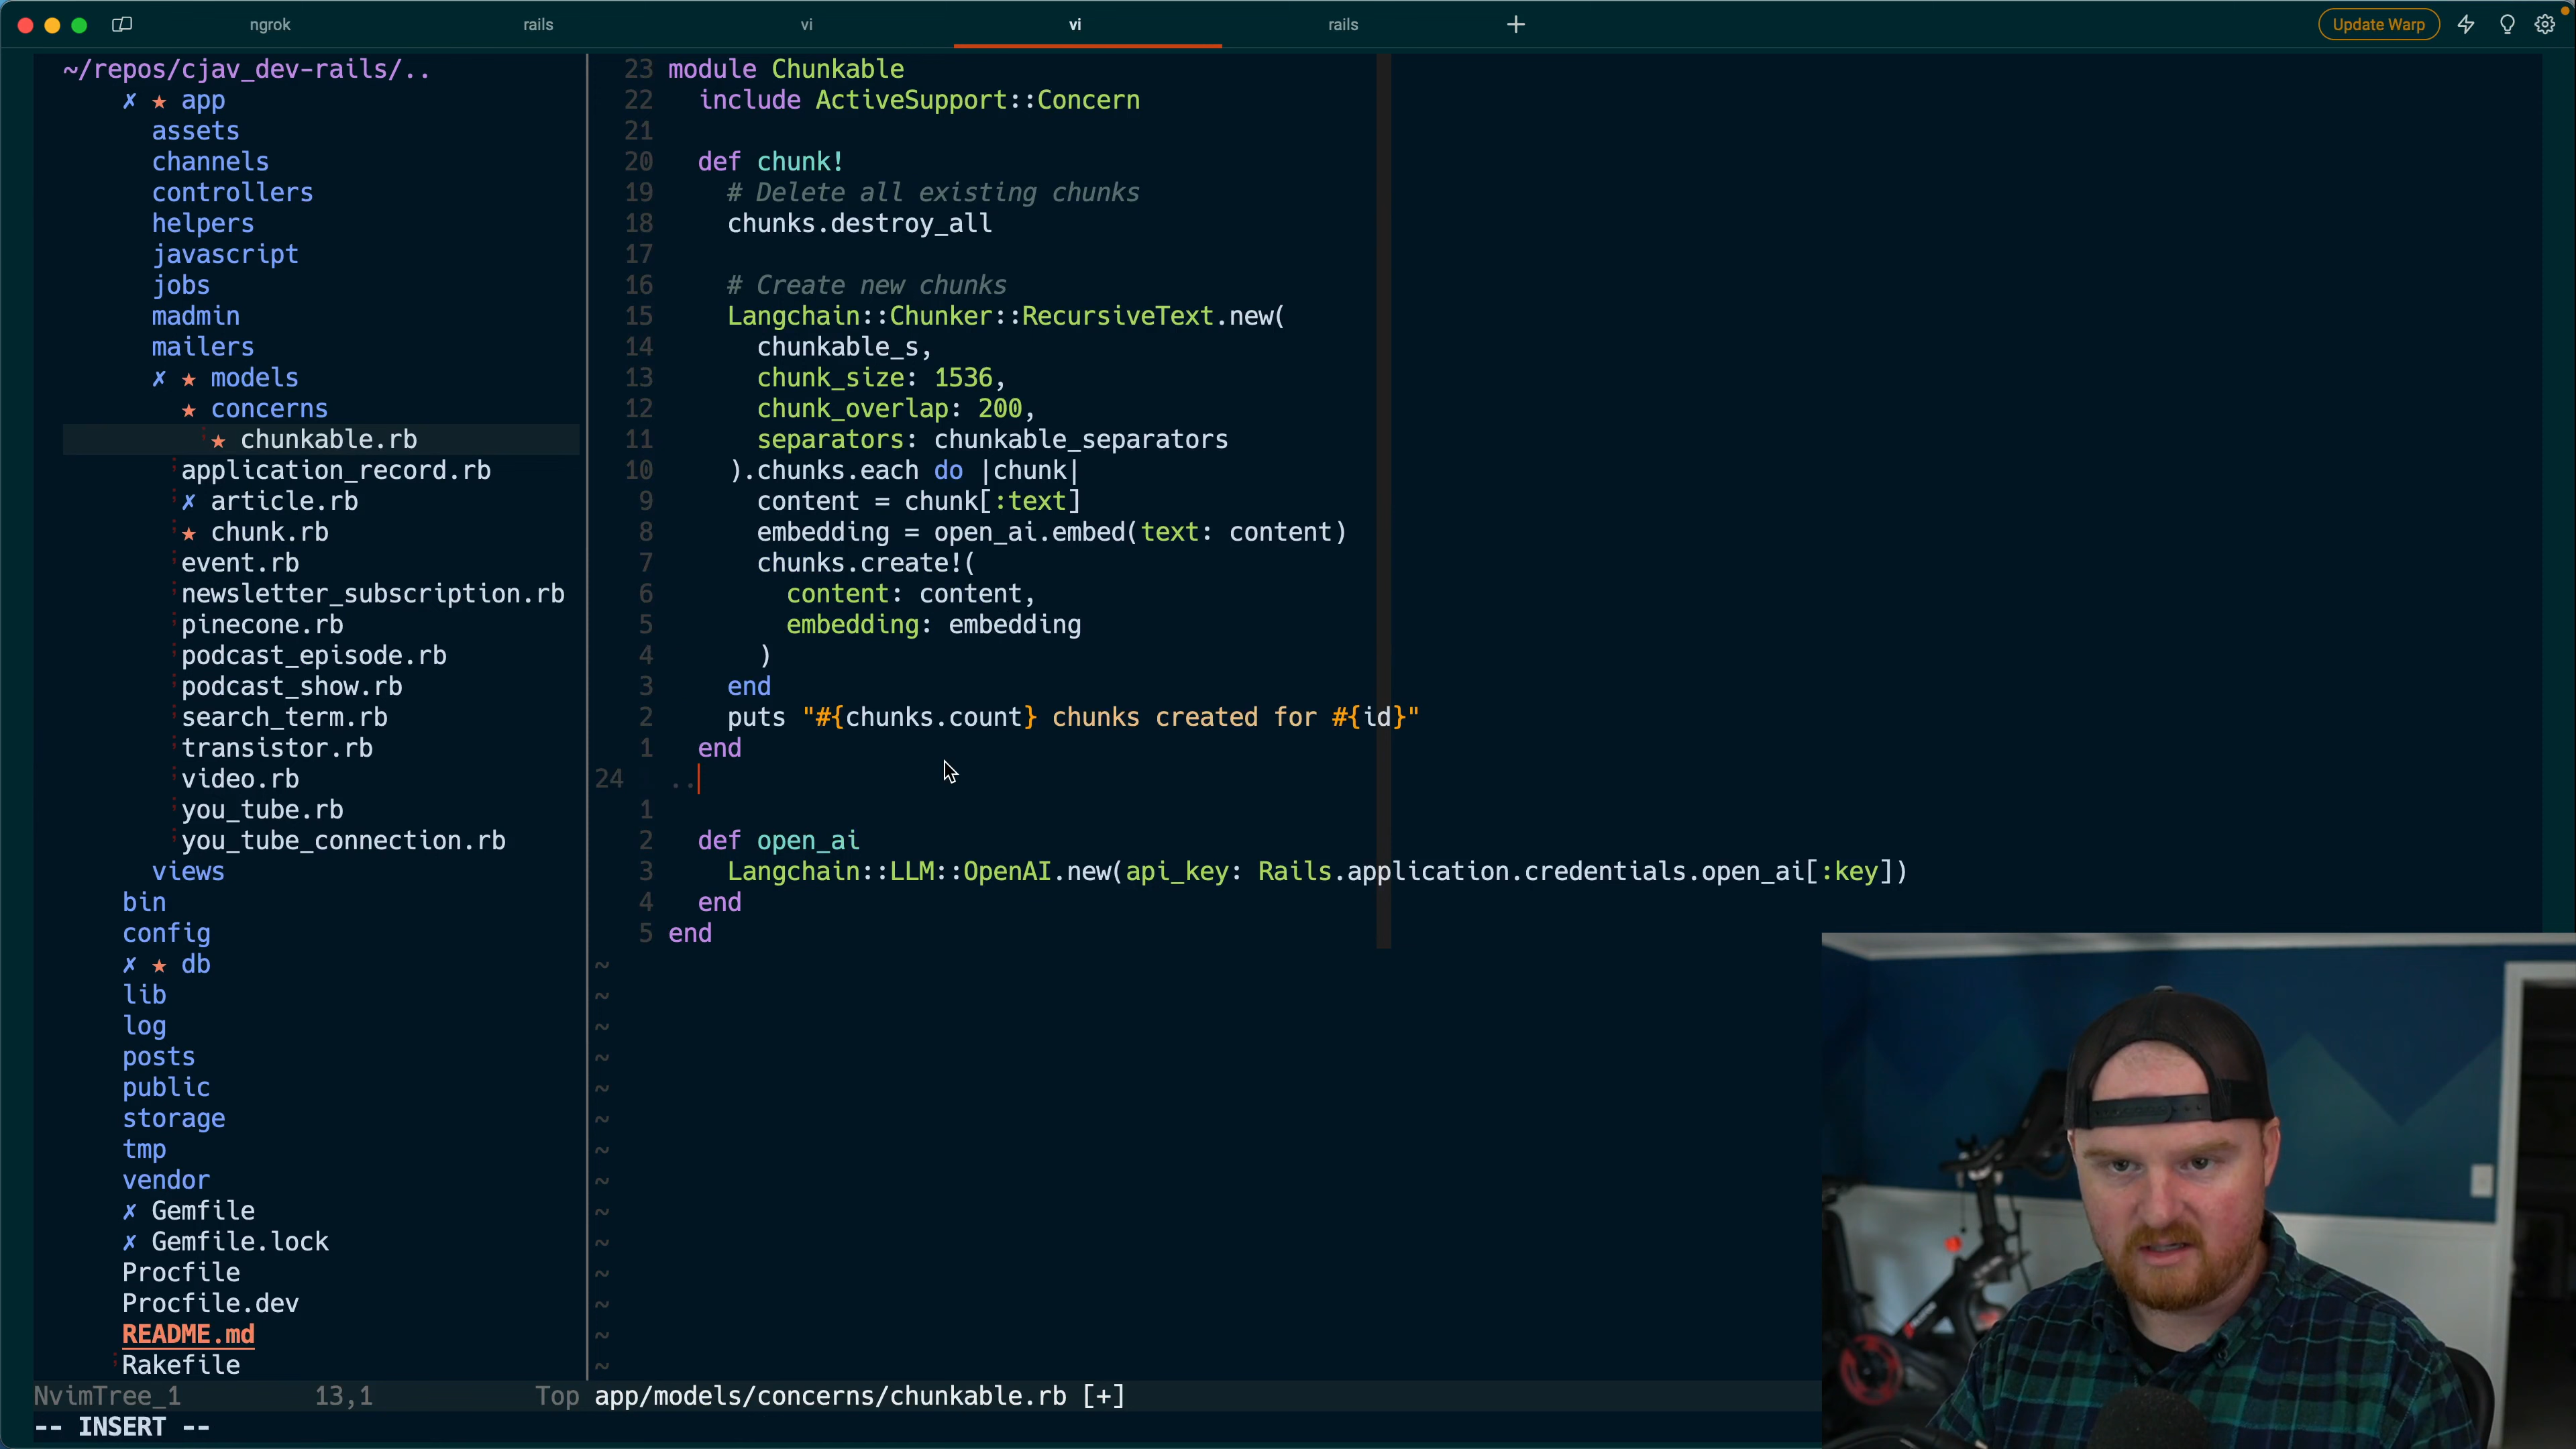 ngrok rails vi vi rails + Update Warp
~/repos/cjav_dev-rails/..
✗ ★ app
assets
channels
controllers
helpers
javascript
jobs
madmin
mailers
✗ ★ models
★ concerns
★ chunkable.rb
application_record.rb
✗ article.rb
★ chunk.rb
event.rb
newsletter_subscription.rb
pinecone.rb
podcast_episode.rb
podcast_show.rb
search_term.rb
transistor.rb
video.rb
you_tube.rb
you_tube_connection.rb
views
bin
config
✗ ★ db
lib
log
posts
public
storage
tmp
vendor
✗ Gemfile
✗ Gemfile.lock
Procfile
Procfile.dev
README.md
Rakefile
23 module Chunkable
22 include ActiveSupport::Concern
21
20 def chunk!
19 # Delete all existing chunks
18 chunks.destroy_all
17
16 # Create new chunks
15 Langchain::Chunker::RecursiveText.new(
14 chunkable_s,
13 chunk_size: 1536,
12 chunk_overlap: 200,
11 separators: chunkable_separators
10 ).chunks.each do |chunk|
9 content = chunk[:text]
8 embedding = open_ai.embed(text: content)
7 chunks.create!(
6 content: content,
5 embedding: embedding
4 )
3 end
2 puts "#{chunks.count} chunks created for #{id}"
1 end
24 ..
1
2 def open_ai
3 Langchain::LLM::OpenAI.new(api_key: Rails.application.credentials.open_ai[:key])
4 end
5 end
~
~
~
~
~
~
~
~
~
~
~
~
~
~
NvimTree_1 13,1 Top app/models/concerns/chunkable.rb [+]
-- INSERT --